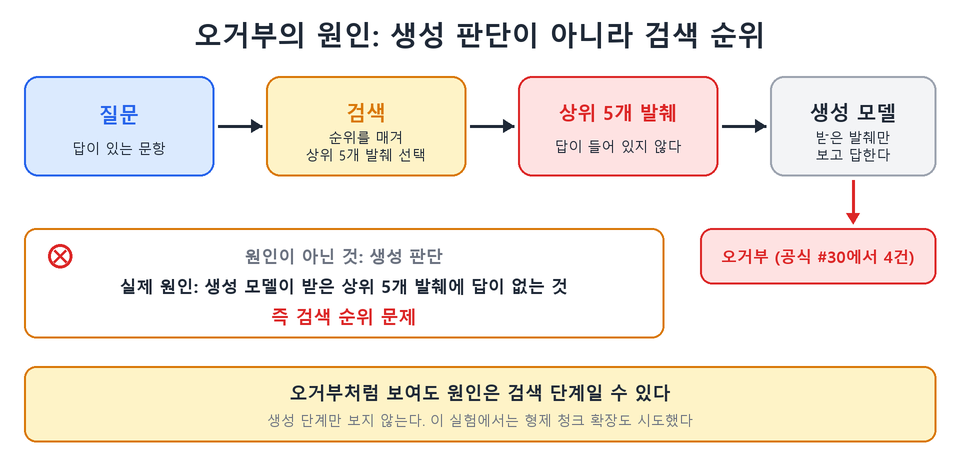 오거부의 원인: 생성 판단이 아니라 검색 순위
질문
답이 있는 문항
검색
순위를 매겨
상위 5개 발췌 선택
상위 5개 발췌
답이 들어 있지 않다
생성 모델
받은 발췌만
보고 답한다
오거부 (공식 #30에서 4건)
원인이 아닌 것: 생성 판단
실제 원인: 생성 모델이 받은 상위 5개 발췌에 답이 없는 것
즉 검색 순위 문제
오거부처럼 보여도 원인은 검색 단계일 수 있다
생성 단계만 보지 않는다. 이 실험에서는 형제 청크 확장도 시도했다